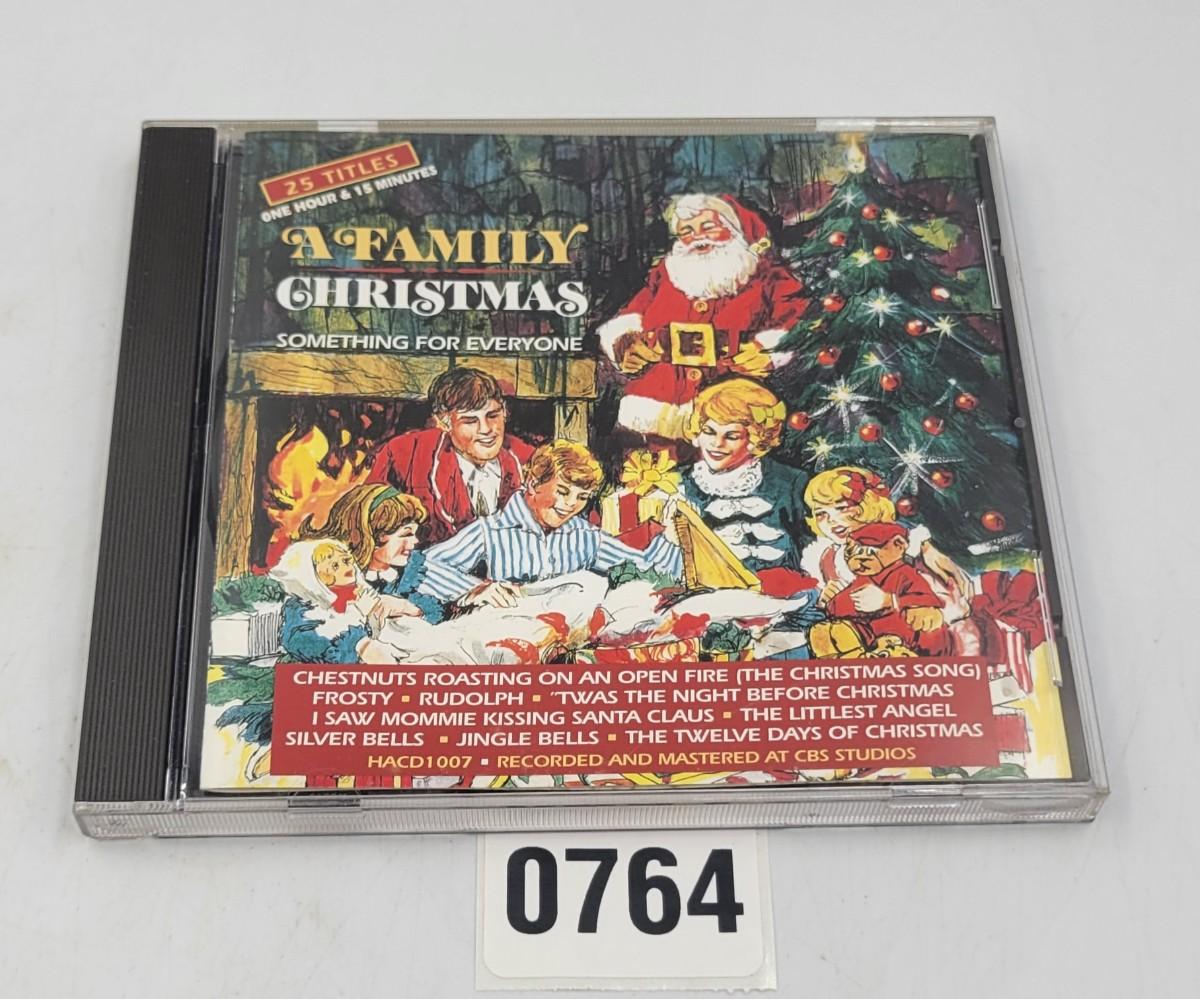 25 TITLES
ONE HOUR & 15 MINUTES
A FAMILY
CHRISTMAS
SOMETHING FOR EVERYONE
CHESTNUTS ROASTING ON AN OPEN FIRE (THE CHRISTMAS SONG)
FROSTY ▪ RUDOLPH ▪ "TWAS THE NIGHT BEFORE CHRISTMAS
I SAW MOMMIE KISSING SANTA CLAUS ▪ THE LITTLEST ANGEL
SILVER BELLS ▪ JINGLE BELLS ▪ THE TWELVE DAYS OF CHRISTMAS
HACD1007 ▪ RECORDED AND MASTERED AT CBS STUDIOS
0764